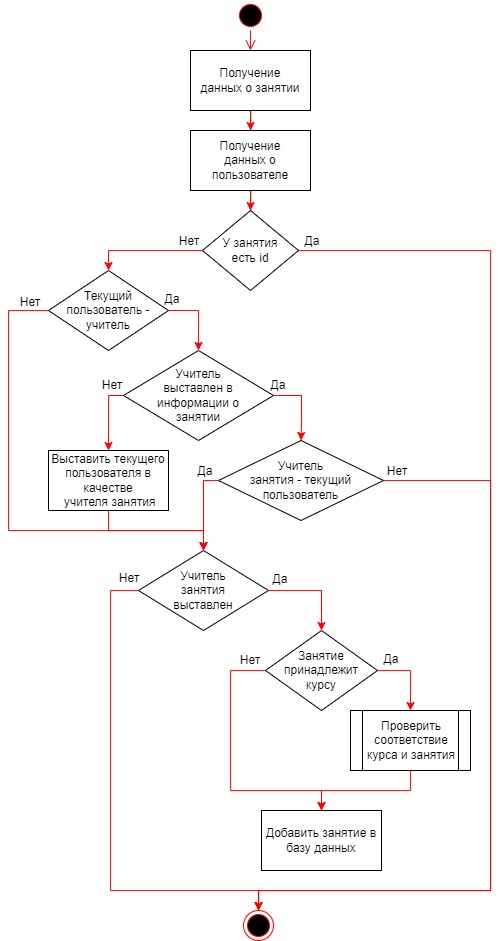 Получение
данных о занятии
Получение
данных о
пользователе
У занятия
есть id
Нет
Да
Текущий
пользователь -
учитель
Нет
Да
Учитель
выставлен в
информации о
занятии
Нет
Да
Выставить текущего
пользователя в
качестве
учителя занятия
Учитель
занятия - текущий
пользователь
Да
Нет
Учитель
занятия
выставлен
Нет
Да
Занятие
принадлежит
курсу
Нет
Да
Проверить
соответствие
курса и занятия
Добавить занятие в
базу данных